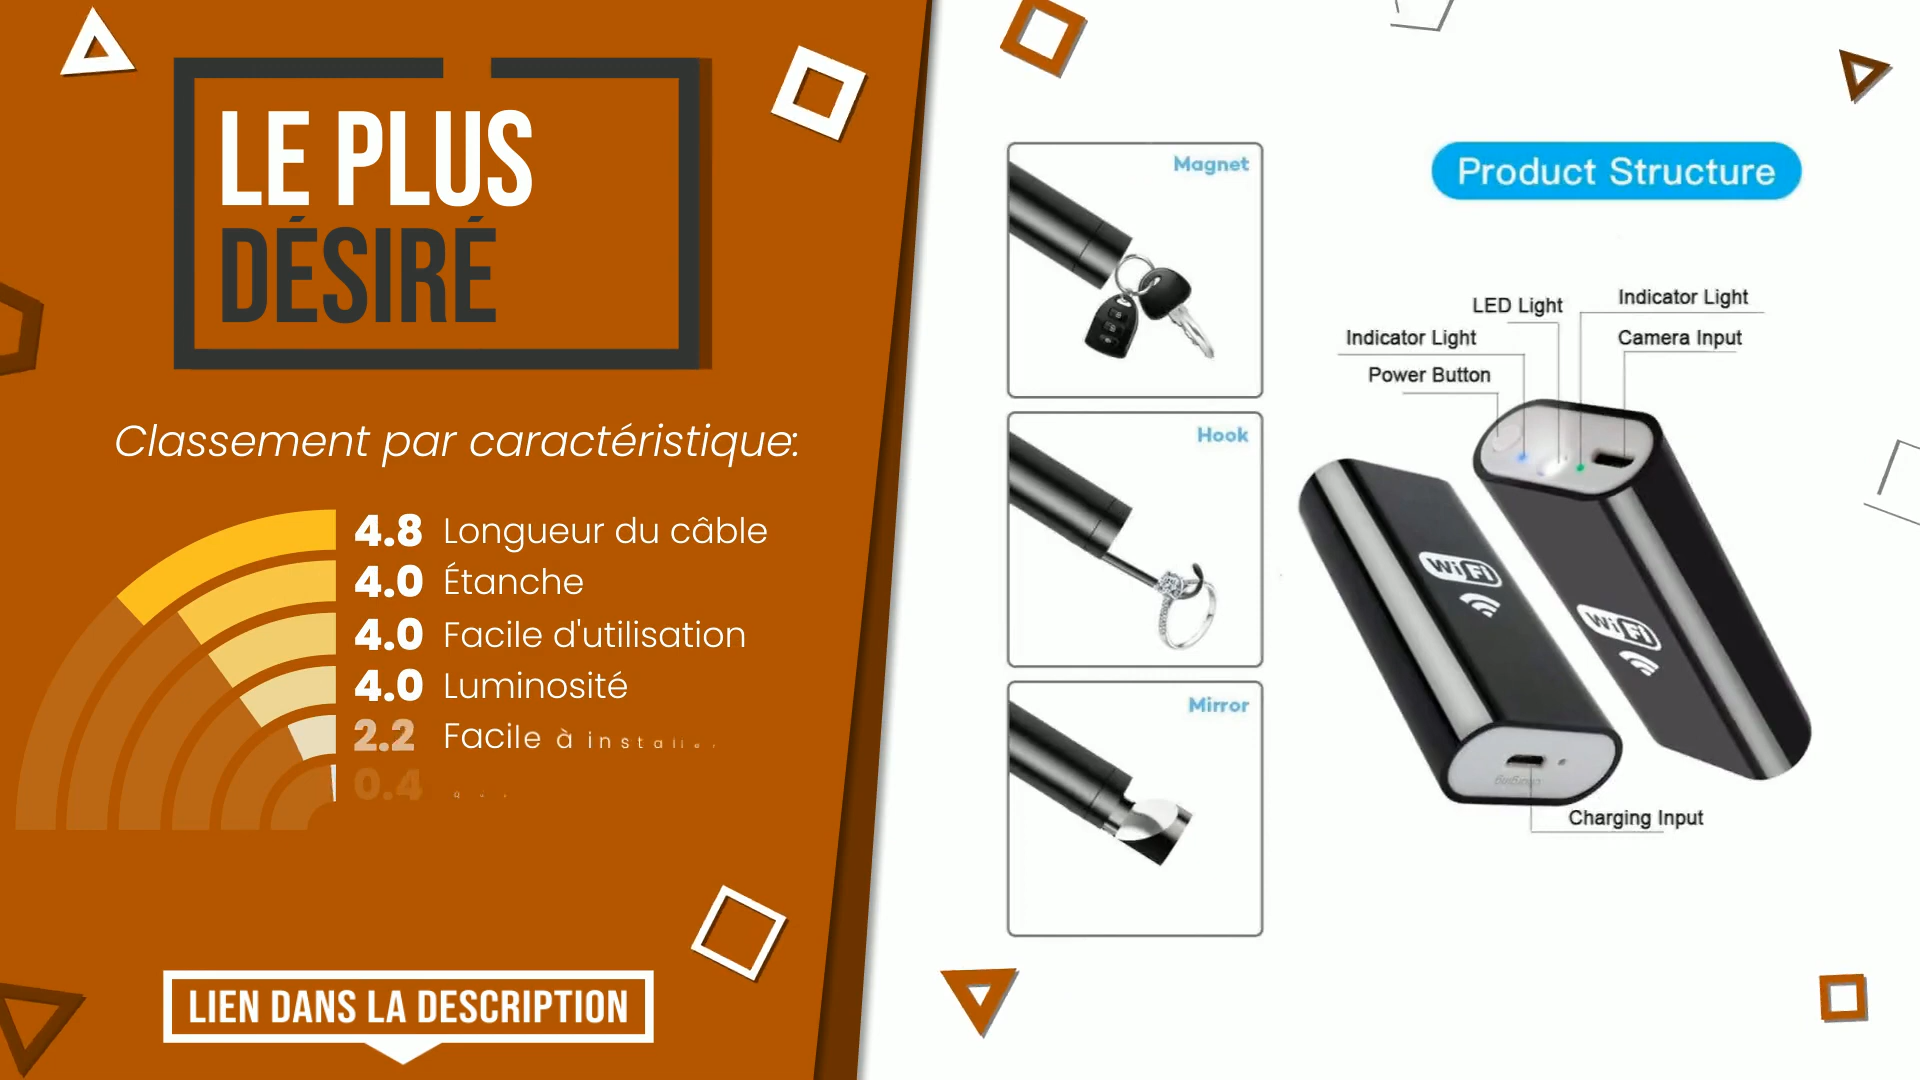 LE PLUS
DÉSIRÉ
Classement par caractéristique:
4.8 Longueur du câble
4.0 Étanche
4.0 Facile d'utilisation
4.0 Luminosité
2.2 Facile à
0.4
LIEN DANS LA DESCRIPTION
Magnet
Hook
Mirror
Product Structure
LED Light
Indicator Light
Indicator Light
Camera Input
Power Button
WiFi
WiFi
Charging Input